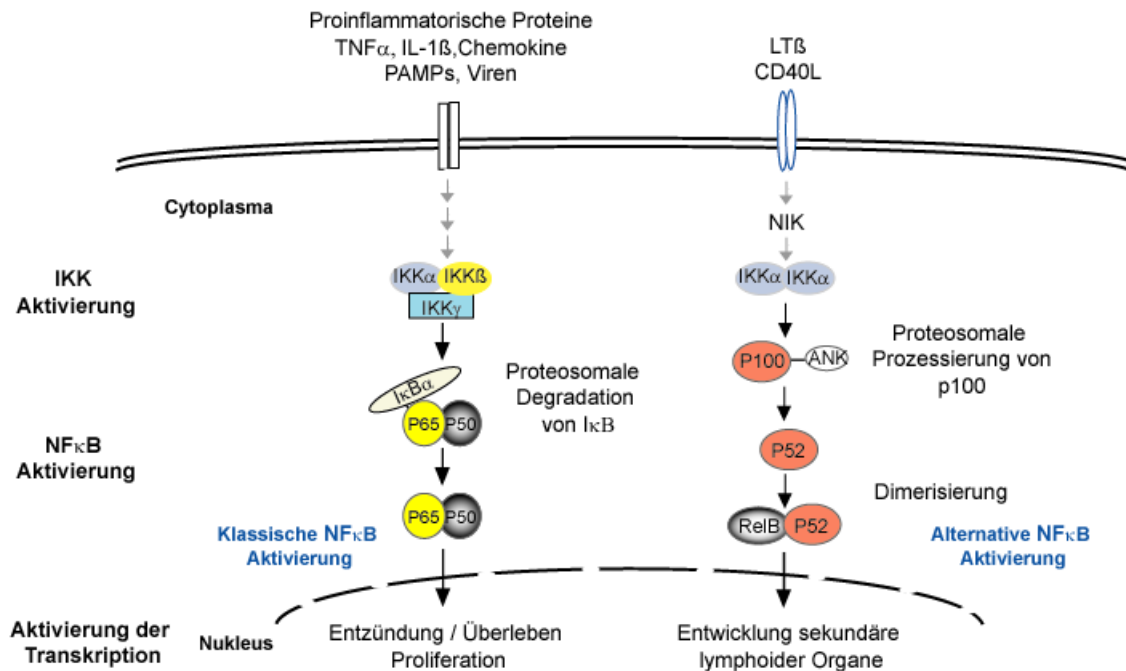 Proinflammatorische Proteine
TNFα, IL-1ß,Chemokine
PAMPs, Viren
LTß
CD40L
Cytoplasma
NIK
IKK
Aktivierung
IKKα
IKKß
IKKγ
IKKα
IKKα
Proteosomale
Prozessierung von
p100
P100
ANK
IκBα
P65
P50
Proteosomale
Degradation
von IκB
NFκB
Aktivierung
P52
P65
P50
Dimerisierung
RelB
P52
Klassische NFκB
Aktivierung
Alternative NFκB
Aktivierung
Aktivierung der
Transkription
Nukleus
Entzündung / Überleben
Proliferation
Entwicklung sekundäre
lymphoider Organe